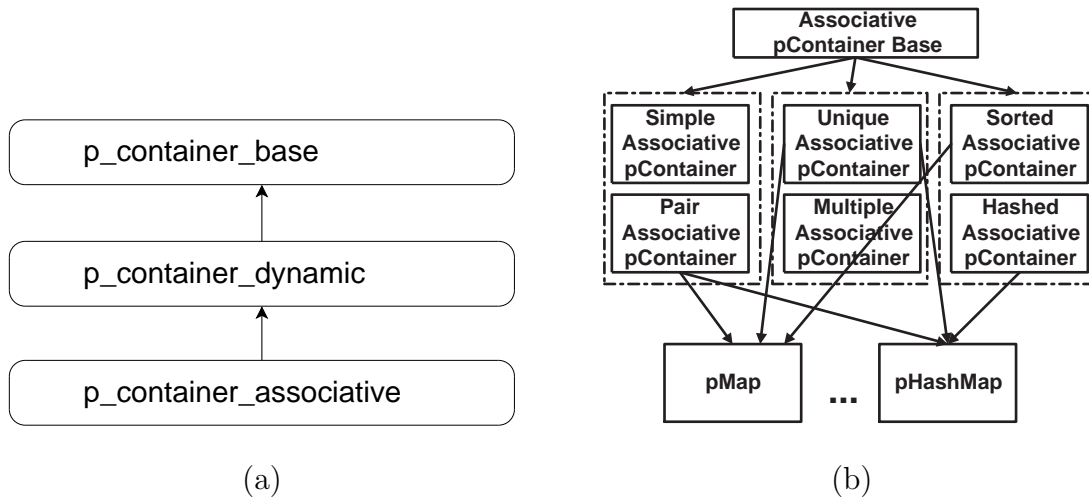 p_container_base
p_container_dynamic
p_container_associative
(a)
Associative
pContainer Base
Simple
Associative
pContainer
Unique
Associative
pContainer
Sorted
Associative
pContainer
Pair
Associative
pContainer
Multiple
Associative
pContainer
Hashed
Associative
pContainer
pMap
...
pHashMap
(b)